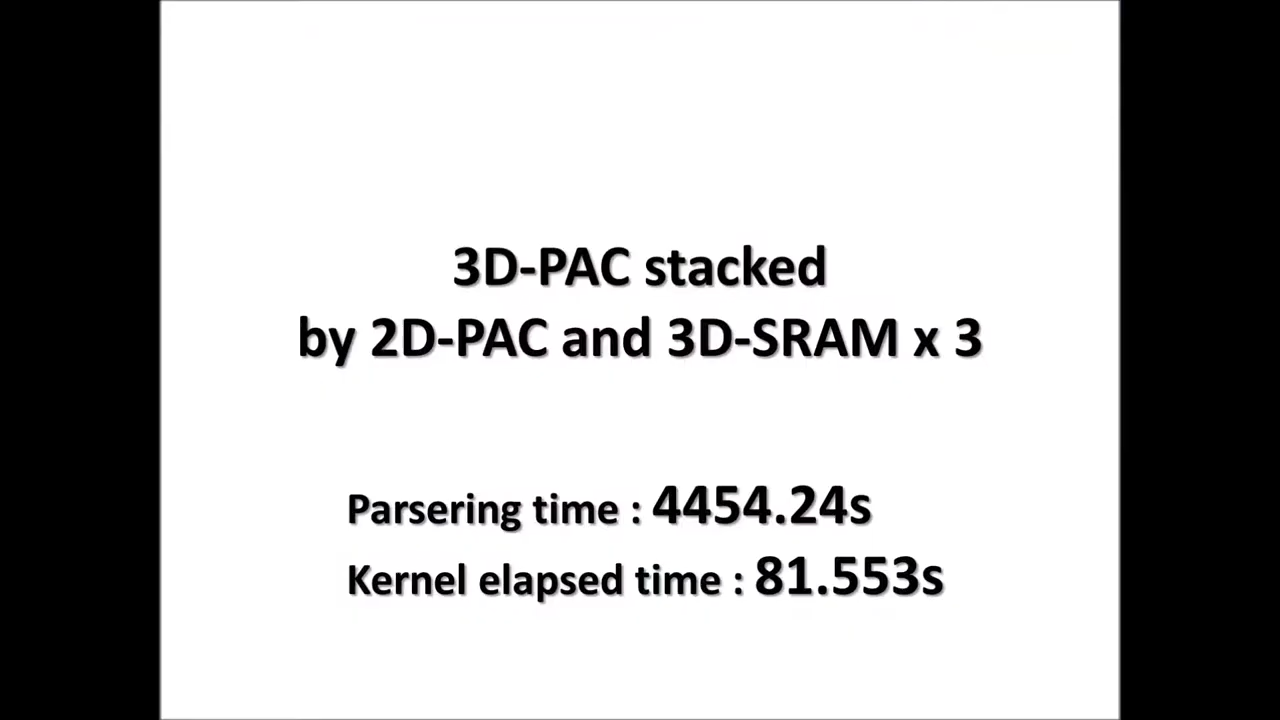 3D-PAC stacked
by 2D-PAC and 3D-SRAM x 3
Parsering time : 4454.24s
Kernel elapsed time : 81.553s